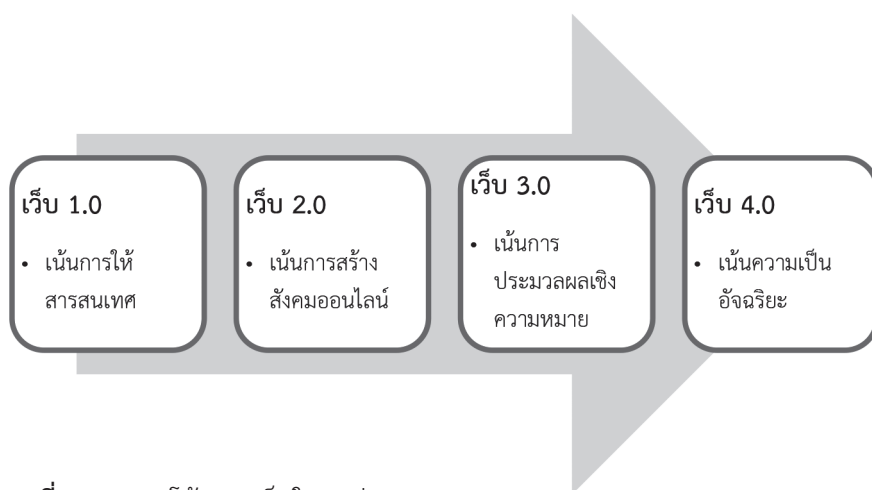 เว็บ 1.0
• เน้นการให้
สารสนเทศ
เว็บ 2.0
• เน้นการสร้าง
สังคมออนไลน์
เว็บ 3.0
• เน้นการ
ประมวลผลเชิง
ความหมาย
เว็บ 4.0
• เน้นความเป็น
อัจฉริยะ